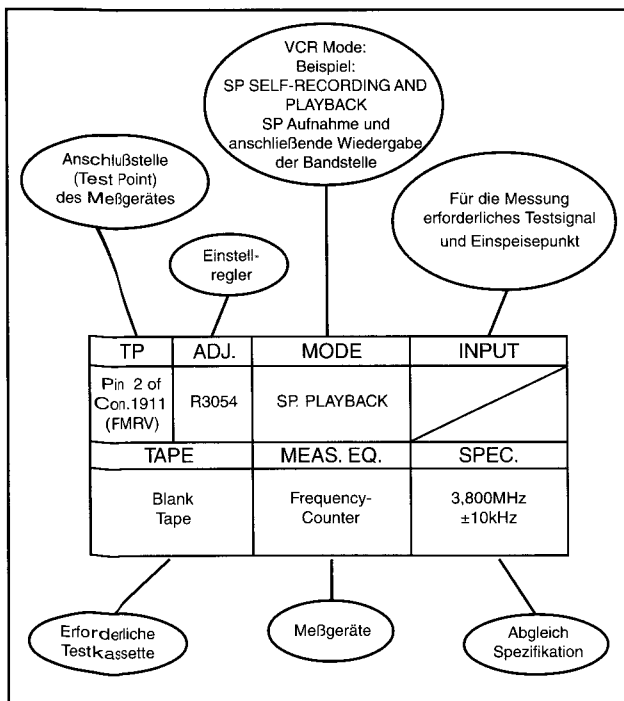 VCR Mode:
Beispiel:
SP SELF-RECORDING AND
PLAYBACK
SP Aufnahme und
anschließende Wiedergabe
der Bandstelle
Anschlußstelle
(Test Point)
des Meßgerätes
Für die Messung
erforderliches Testsignal
und Einspeisepunkt
Einstell-
regler
TP ADJ. MODE INPUT
Pin 2 of
Con.1911
(FMRV)
R3054
SP. PLAYBACK
TAPE MEAS. EQ. SPEC.
Blank
Tape
Frequency-
Counter
3,800MHz
±10kHz
Erforderliche
Testkassette
Meßgeräte
Abgleich
Spezifikation